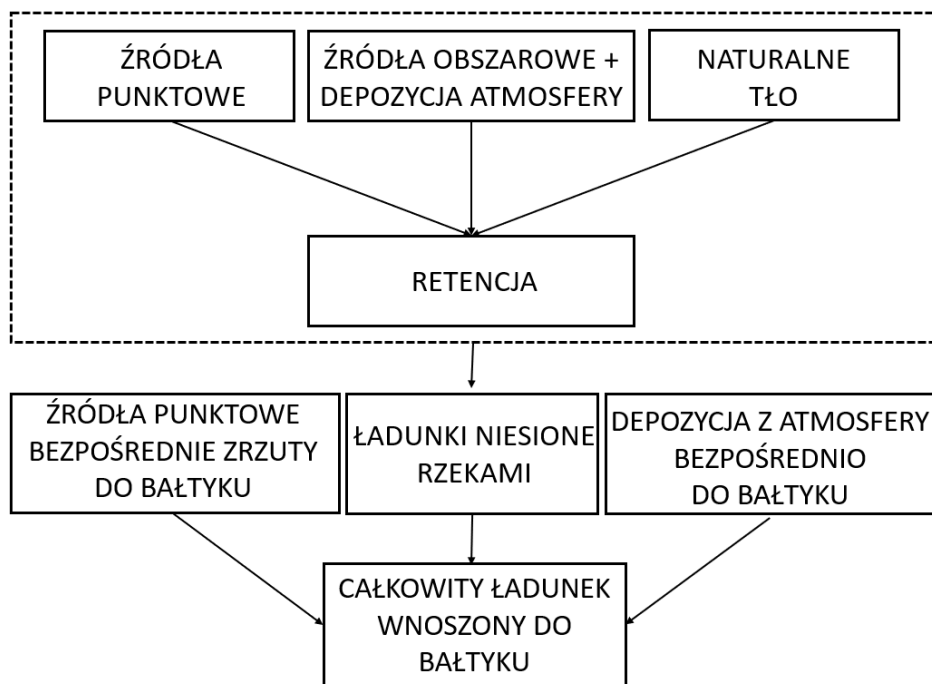 ŹRÓDŁA
PUNKTOWE
ŹRÓDŁA OBSZAROWE +
DEPOZYCJA ATMOSFERY
NATURALNE
TŁO
RETENCJA
ŹRÓDŁA PUNKTOWE
BEZPOŚREDNIE ZRZUTY
DO BAŁTYKU
ŁADUNKI NIESIONE
RZEKAMI
DEPOZYCJA Z ATMOSFERY
BEZPOŚREDNIO
DO BAŁTYKU
CAŁKOWITY ŁADUNEK
WNOSZONY DO
BAŁTYKU